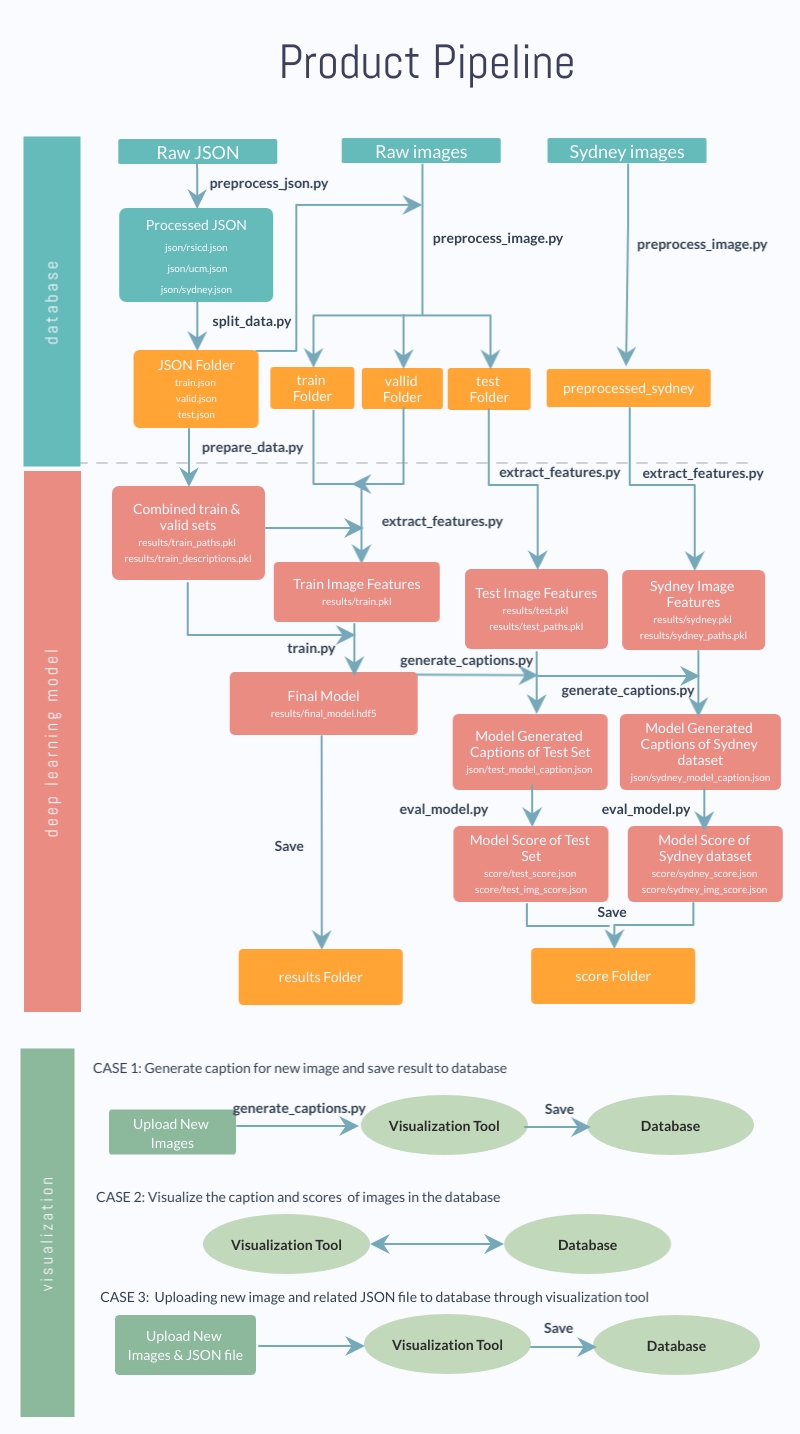 Product Pipeline
database
Raw JSON
Raw images
Sydney images
preprocess_json.py
Processed JSON
json/rsicd.json
json/ucm.json
json/sydney.json
preprocess_image.py
preprocess_image.py
split_data.py
JSON Folder
train.json
valid.json
test.json
train
Folder
vallid
Folder
test
Folder
preprocessed_sydney
prepare_data.py
extract_features.py
extract_features.py
deep learning model
Combined train &
valid sets
results/train_paths.pkl
results/train_descriptions.pkl
extract_features.py
Train Image Features
results/train.pkl
Test Image Features
results/test.pkl
results/test_paths.pkl
Sydney Image
Features
results/sydney.pkl
results/sydney_paths.pkl
train.py
generate_captions.py
generate_captions.py
Final Model
results/final_model.hdf5
Model Generated
Captions of Test Set
json/test_model_caption.json
Model Generated
Captions of Sydney
dataset
json/sydney_model_caption.json
eval_model.py
eval_model.py
Save
Model Score of Test
Set
score/test_score.json
score/test_img_score.json
Model Score of
Sydney dataset
score/sydney_score.json
score/sydney_img_score.json
Save
results Folder
score Folder
visualization
CASE 1: Generate caption for new image and save result to database
Upload New
Images
generate_captions.py
Visualization Tool
Save
Database
CASE 2: Visualize the caption and scores of images in the database
Visualization Tool
Database
CASE 3: Uploading new image and related JSON file to database through visualization tool
Upload New
Images & JSON file
Visualization Tool
Save
Database